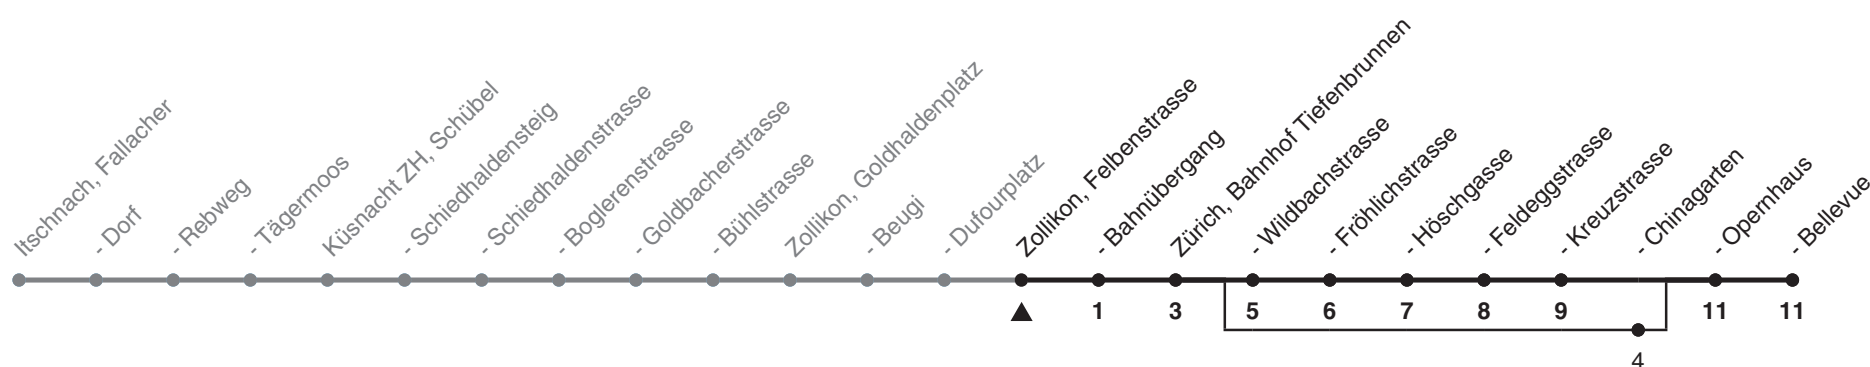 Itschnach, Fallacher
- Dorf
- Rebweg
- Tägermoos
Küsnacht ZH, Schübel
- Schiedhaldensteig
- Schiedhaldenstrasse
- Boglerenstrasse
- Goldbacherstrasse
- Bühlstrasse
Zollikon, Goldhaldenplatz
- Beugi
- Dufourplatz
Zollikon, Felbenstrasse
- Bahnübergang
Zürich, Bahnhof Tiefenbrunnen
- Wildbachstrasse
- Fröhlichstrasse
- Höschgasse
- Feldeggstrasse
- Kreuzstrasse
- Chinagarten
- Opernhaus
- Bellevue
1 3 5 6 7 8 9 11 11
4